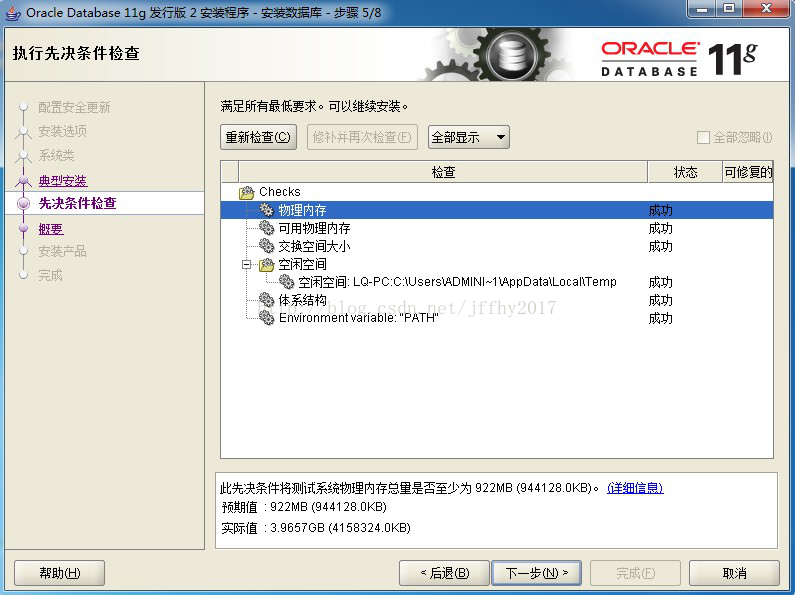 Oracle Database 11g 发行版 2 安装程序 - 安装数据库 - 步骤 5/8
执行先决条件检查
ORACLE
DATABASE 11g
配置安全更新
安装选项
系统类
典型安装
先决条件检查
概要
安装产品
完成
满足所有最低要求。可以继续安装。
重新检查(C) 修补并再次检查(F) 全部显示 全部忽略(I)
检查 状态 可修复的
Checks
物理内存 成功
可用物理内存 成功
交换空间大小 成功
空闲空间
空闲空间: LQ-PC:C:\Users\ADMINI~1\AppData\Local\Temp 成功
体系结构 成功
http://blog.csdn.net/jffhy2017
Environment variable: "PATH" 成功
此先决条件将测试系统物理内存总量是否至少为 922MB (944128.0KB)。 (详细信息)
预期值 : 922MB (944128.0KB)
实际值 : 3.9657GB (4158324.0KB)
帮助(H) < 后退(B) 下一步(N) > 完成(F) 取消